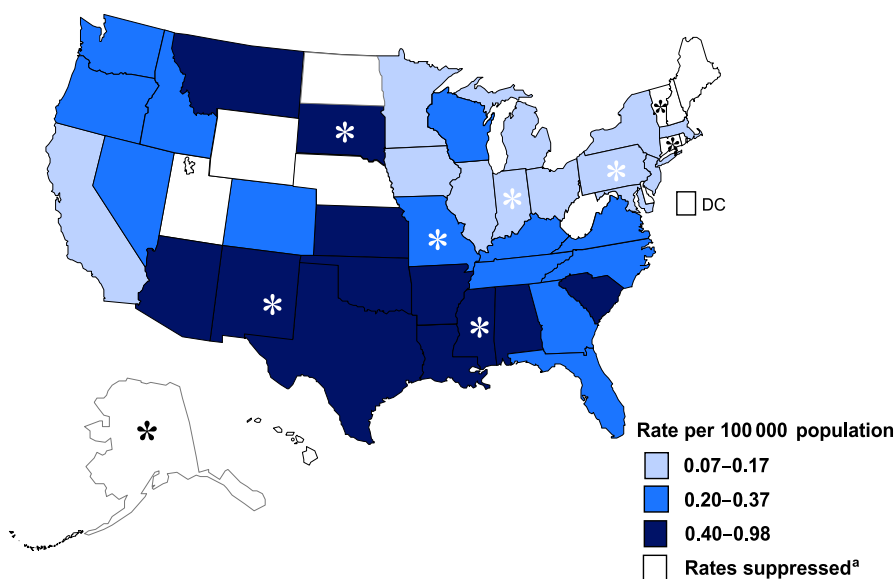 DC
Rate per 100 000 population
0.07–0.17
0.20–0.37
0.40–0.98
Rates suppressedᵃ